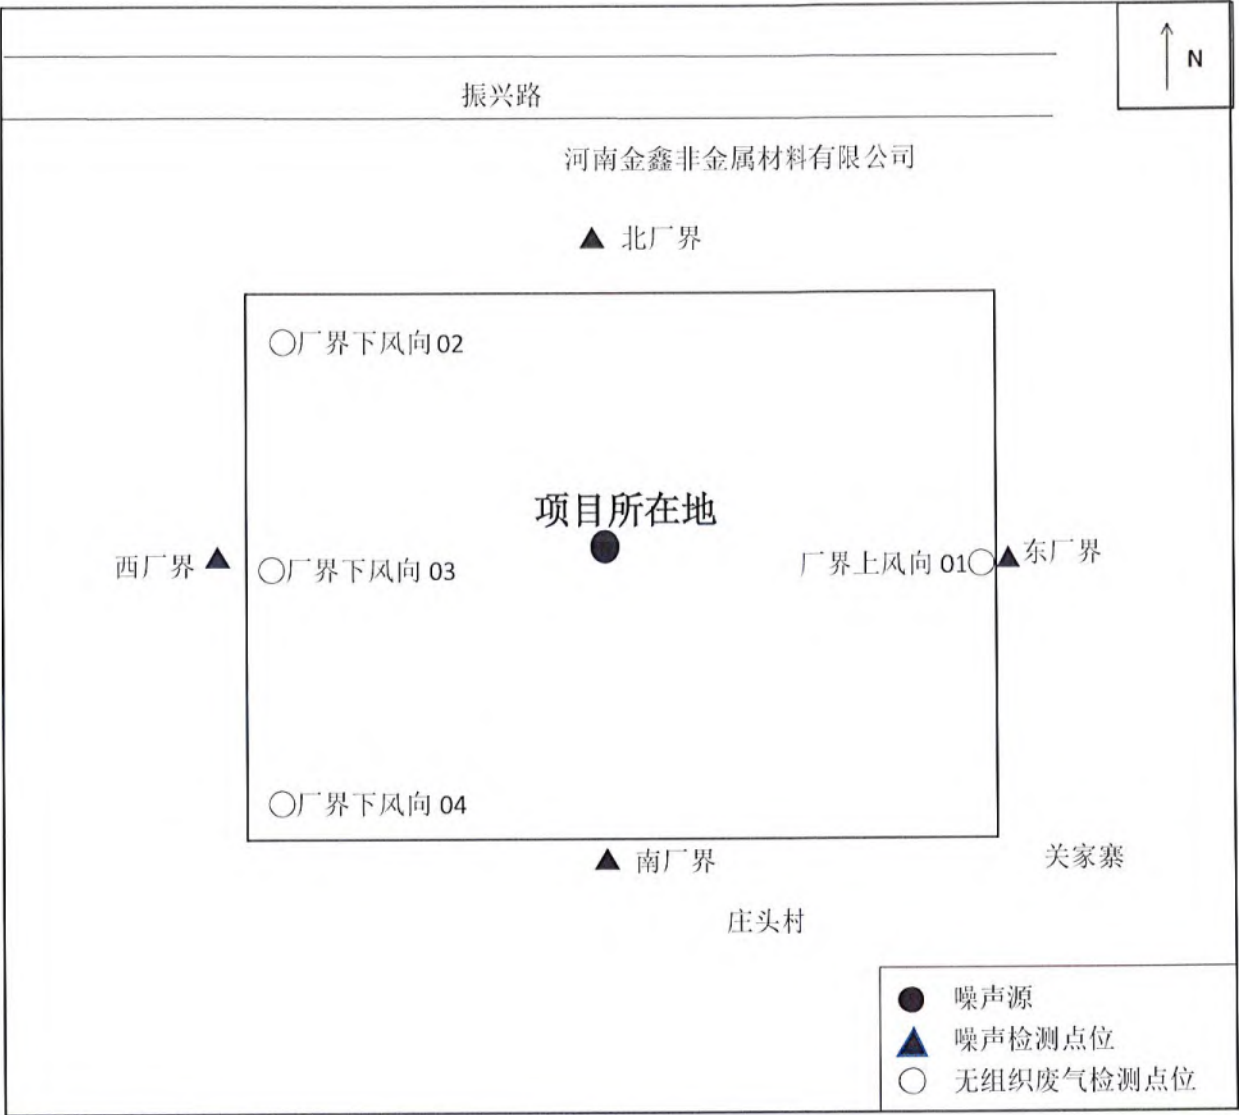 N
振兴路
河南金鑫非金属材料有限公司
北厂界
厂界下风向 02
项目所在地
西厂界
厂界下风向 03
厂界上风向 01
东厂界
厂界下风向 04
南厂界
关家寨
庄头村
噪声源
噪声检测点位
无组织废气检测点位